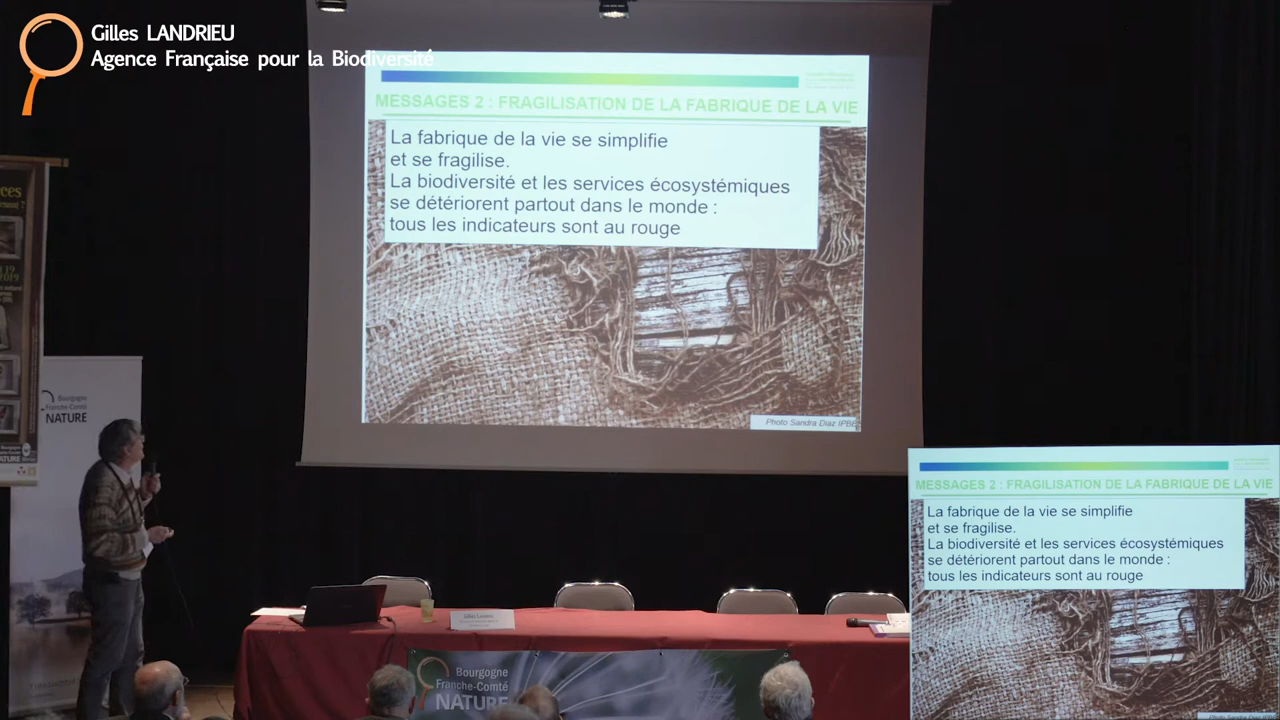 Gilles LANDRIEU
Agence Française pour la Biodiversité
MESSAGES 2 : FRAGILISATION DE LA FABRIQUE DE LA VIE
La fabrique de la vie se simplifie
et se fragilise.
La biodiversité et les services écosystémiques
se détériorent partout dans le monde :
tous les indicateurs sont au rouge
Photo Sandra Diaz IPBE
Bourgogne
Franche-Comté
NATURE
MESSAGES 2 : FRAGILISATION DE LA FABRIQUE DE LA VIE
La fabrique de la vie se simplifie
et se fragilise.
La biodiversité et les services écosystémiques
se détériorent partout dans le monde :
tous les indicateurs sont au rouge
Bourgogne
Franche-Comté
NATURE